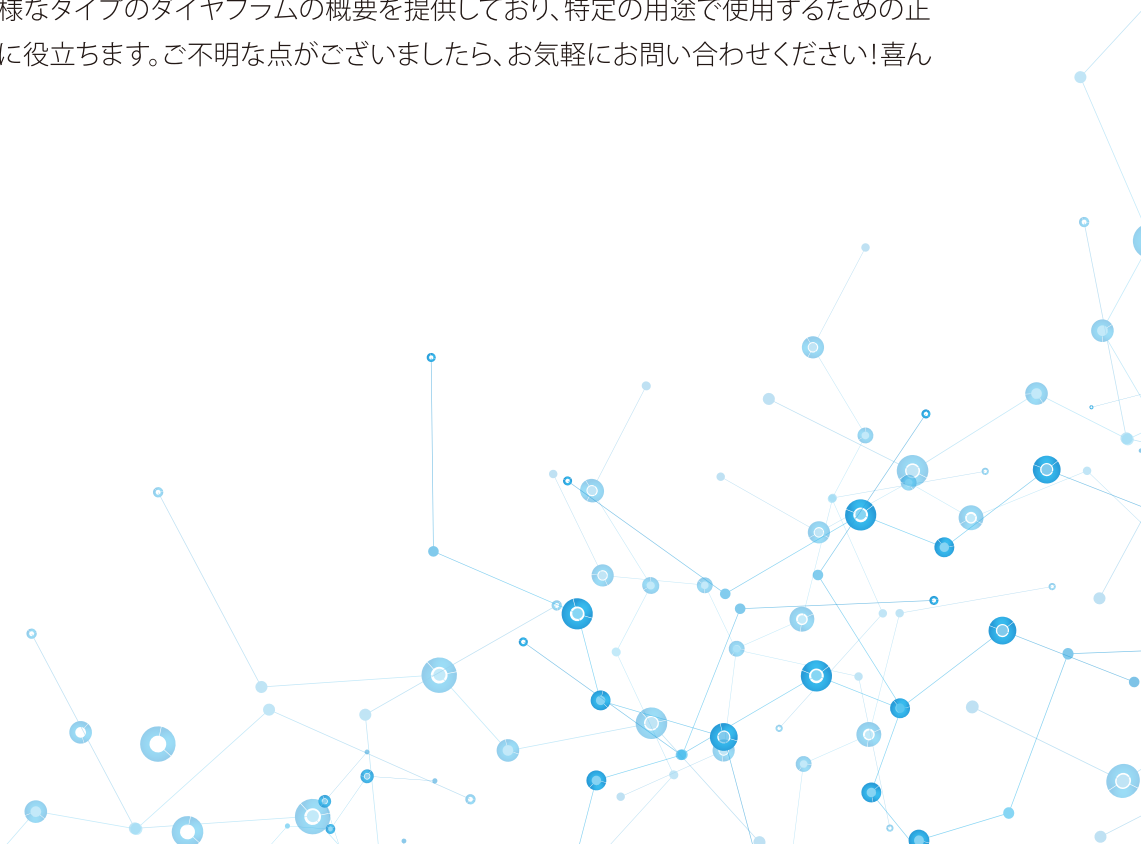 様なタイプのダイヤフラムの概要を提供しており、特定の用途で使用するための正
に役立ちます。ご不明な点がございましたら、お気軽にお問い合わせください！喜ん